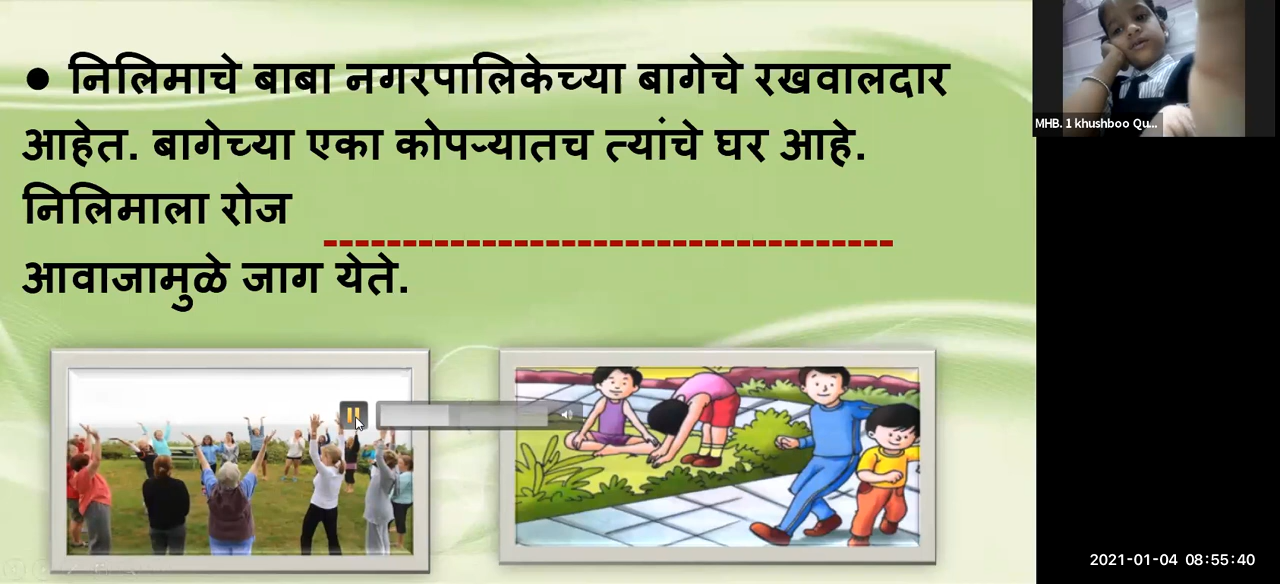 ● निलिमाचे बाबा नगरपालिकेच्या बागेचे रखवालदार
आहेत. बागेच्या एका कोपऱ्यातच त्यांचे घर आहे.
निलिमाला रोज ------------------------------------
आवाजामुळे जाग येते.
MHB. 1 khushboo Qu...
2021-01-04 08:55:40